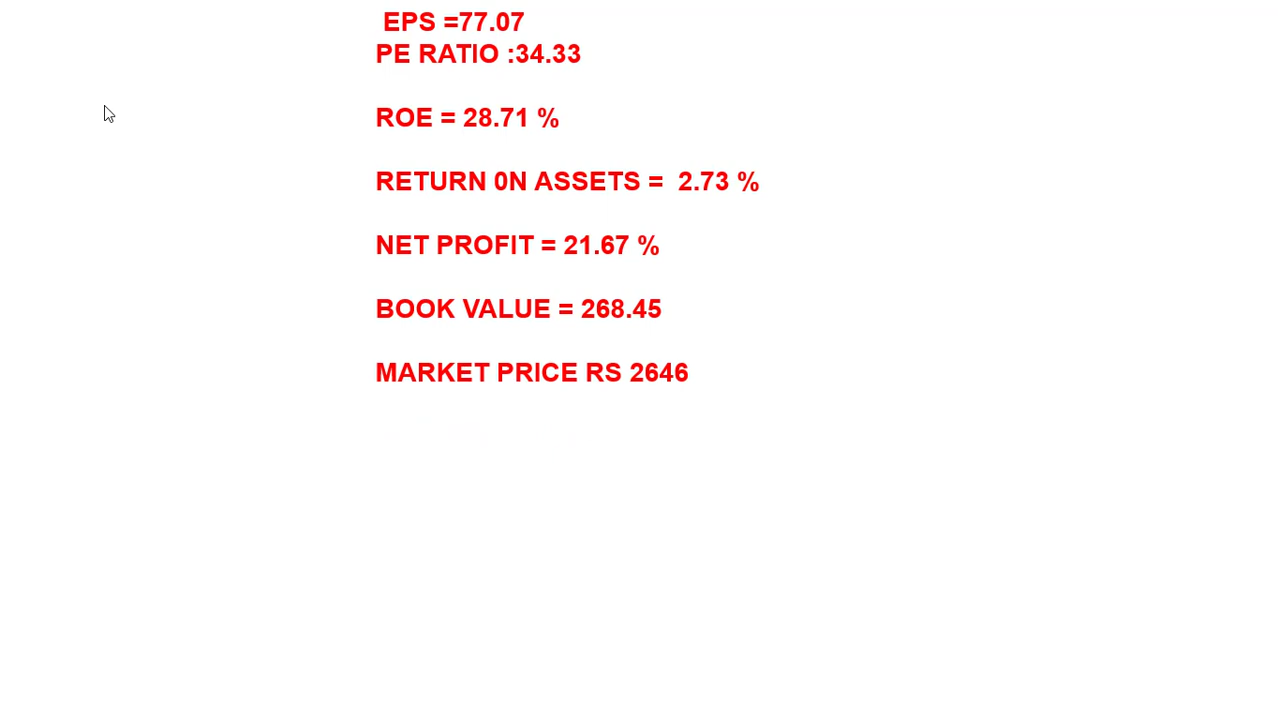 EPS =77.07
PE RATIO :34.33
ROE = 28.71 %
RETURN 0N ASSETS =  2.73 %
NET PROFIT = 21.67 %
BOOK VALUE = 268.45
MARKET PRICE RS 2646